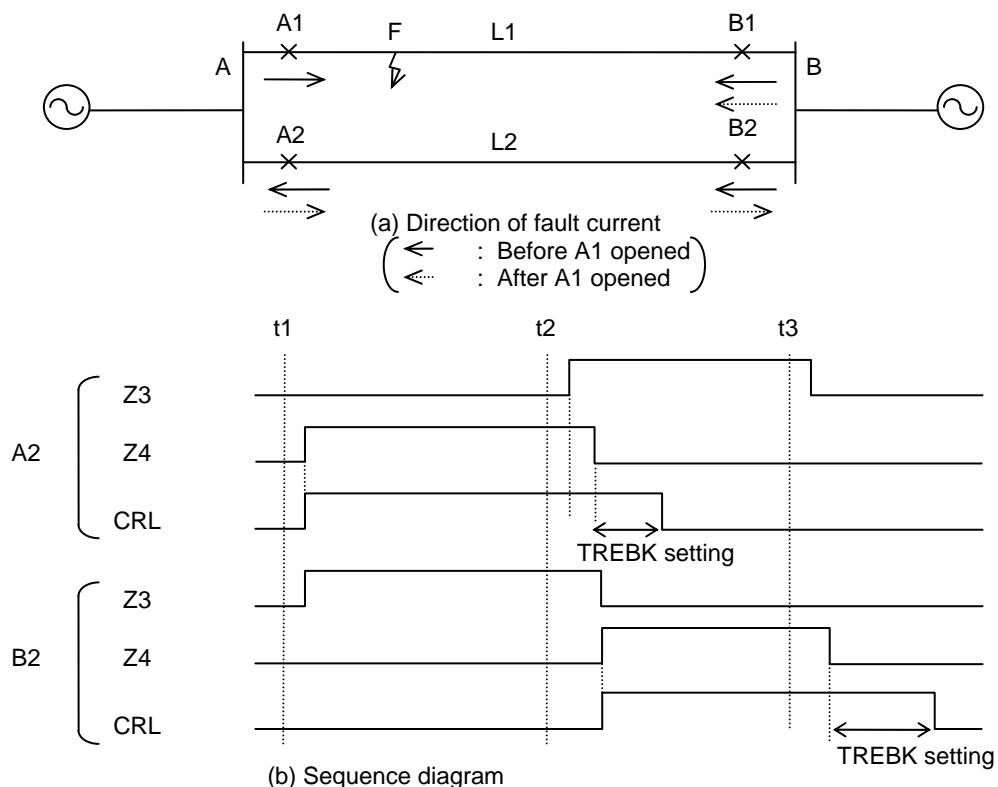 A1 F L1 B1
A B
A2 L2 B2
(a) Direction of fault current
: Before A1 opened
: After A1 opened
t1 t2 t3
Z3
A2 Z4
CRL
TREBK setting
Z3
B2 Z4
CRL
TREBK setting
(b) Sequence diagram